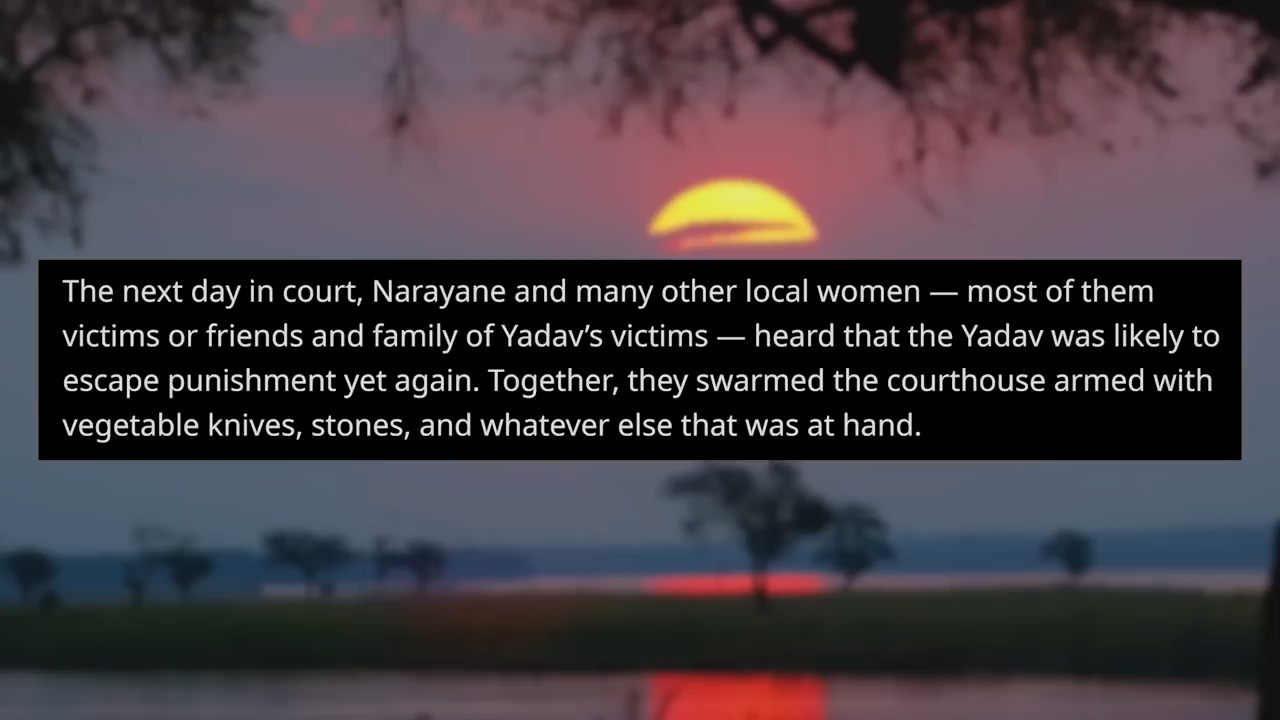 The next day in court, Narayane and many other local women — most of them
victims or friends and family of Yadav’s victims — heard that the Yadav was likely to
escape punishment yet again. Together, they swarmed the courthouse armed with
vegetable knives, stones, and whatever else that was at hand.